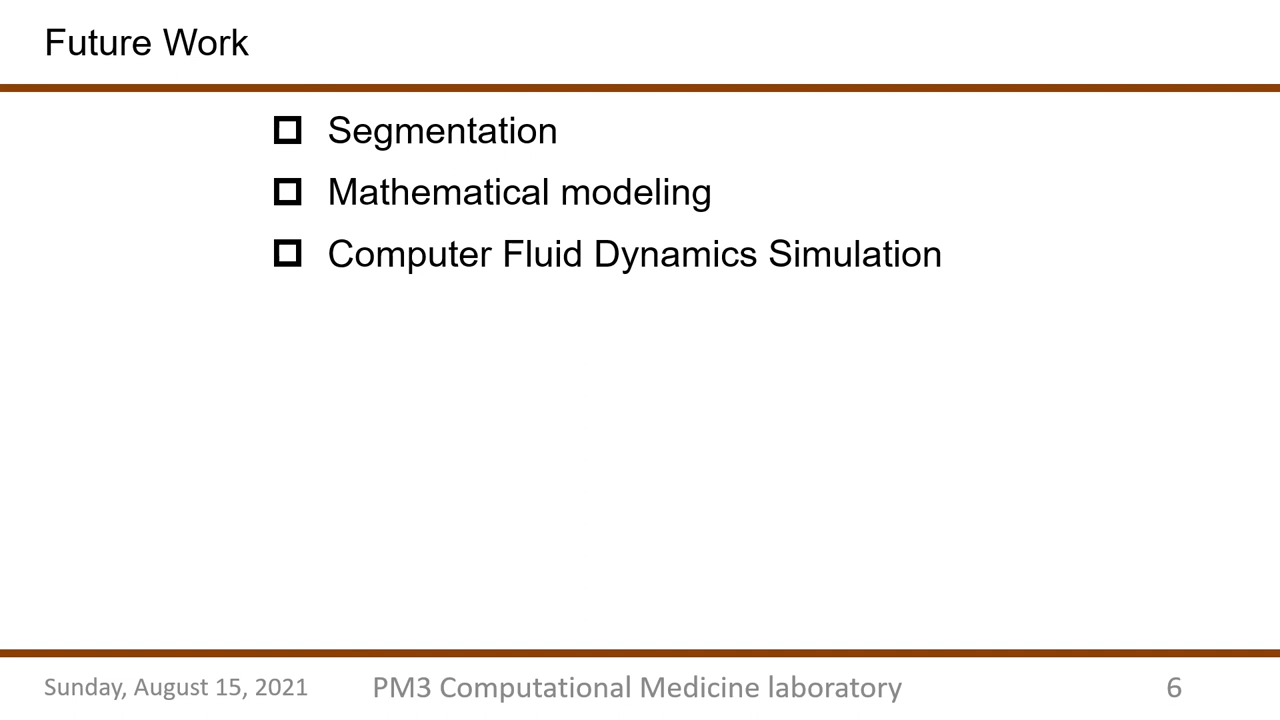 Future Work
Segmentation
Mathematical modeling
Computer Fluid Dynamics Simulation
Sunday, August 15, 2021
PM3 Computational Medicine laboratory
6